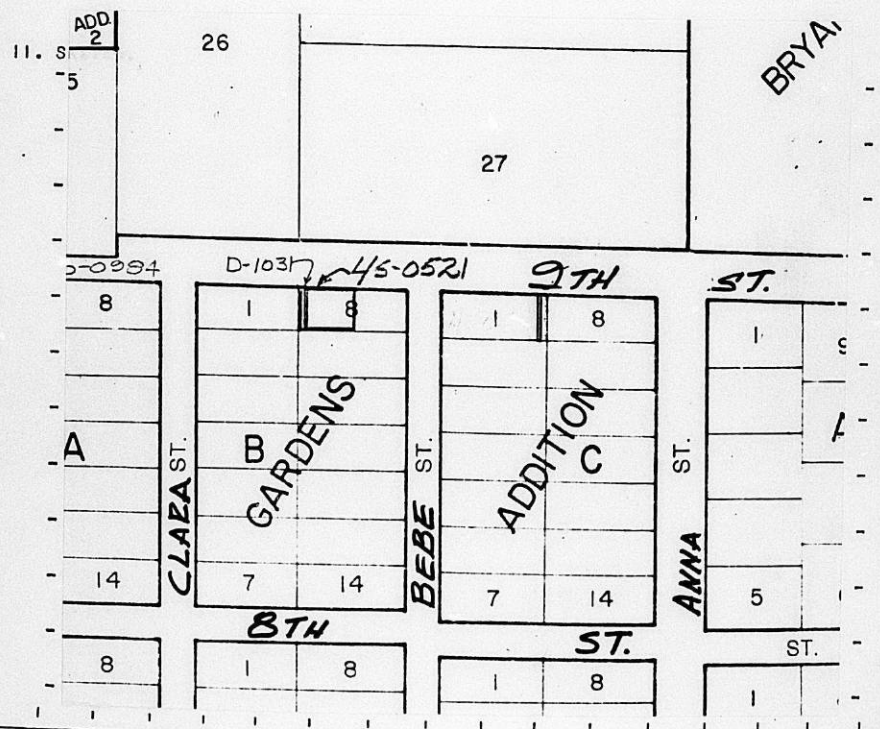 ADD.
2
26
BRYA
11. S
5
27
-0984
D-1031
45-0521
9TH
ST.
8
1
8
1
8
1
A
B
C
GARDENS
ADDITION
CLARA ST.
BEBE ST.
ANNA ST.
14
7
14
7
14
5
8TH
ST.
ST.
8
1
8
1
8
1